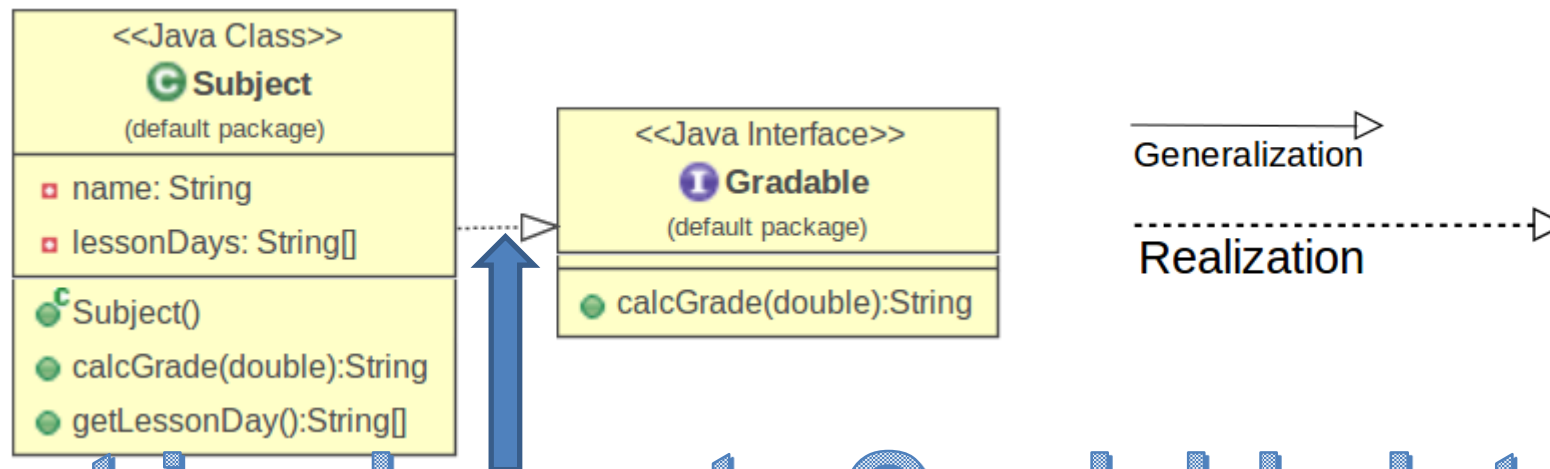 <<Java Class>>
C Subject
(default package)
name: String
lessonDays: String[]
C Subject()
calcGrade(double):String
getLessonDay():String[]
<<Java Interface>>
I Gradable
(default package)
calcGrade(double):String
Generalization
Realization